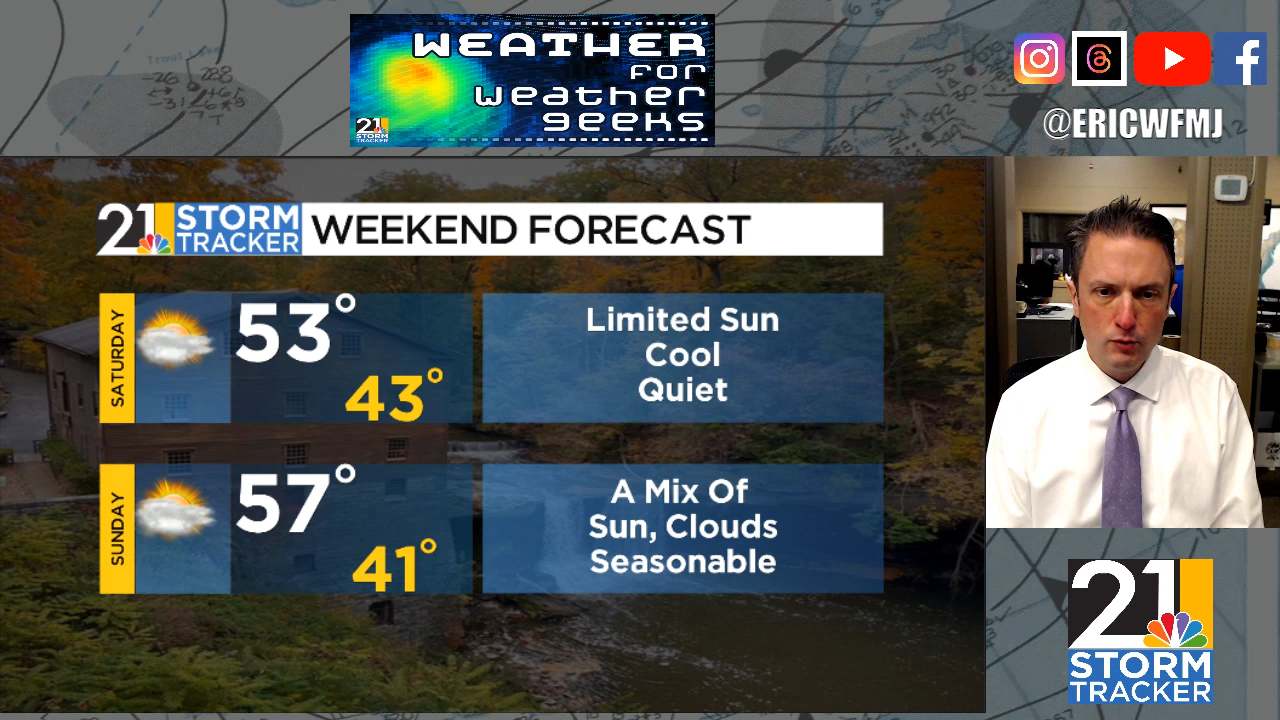 WEATHER
FOR
weather
geeks
21
STORM
TRACKER
@ERICWFMJ
21 STORM TRACKER
WEEKEND FORECAST
SATURDAY
53°
43°
Limited Sun
Cool
Quiet
SUNDAY
57°
41°
A Mix Of
Sun, Clouds
Seasonable
21
STORM
TRACKER